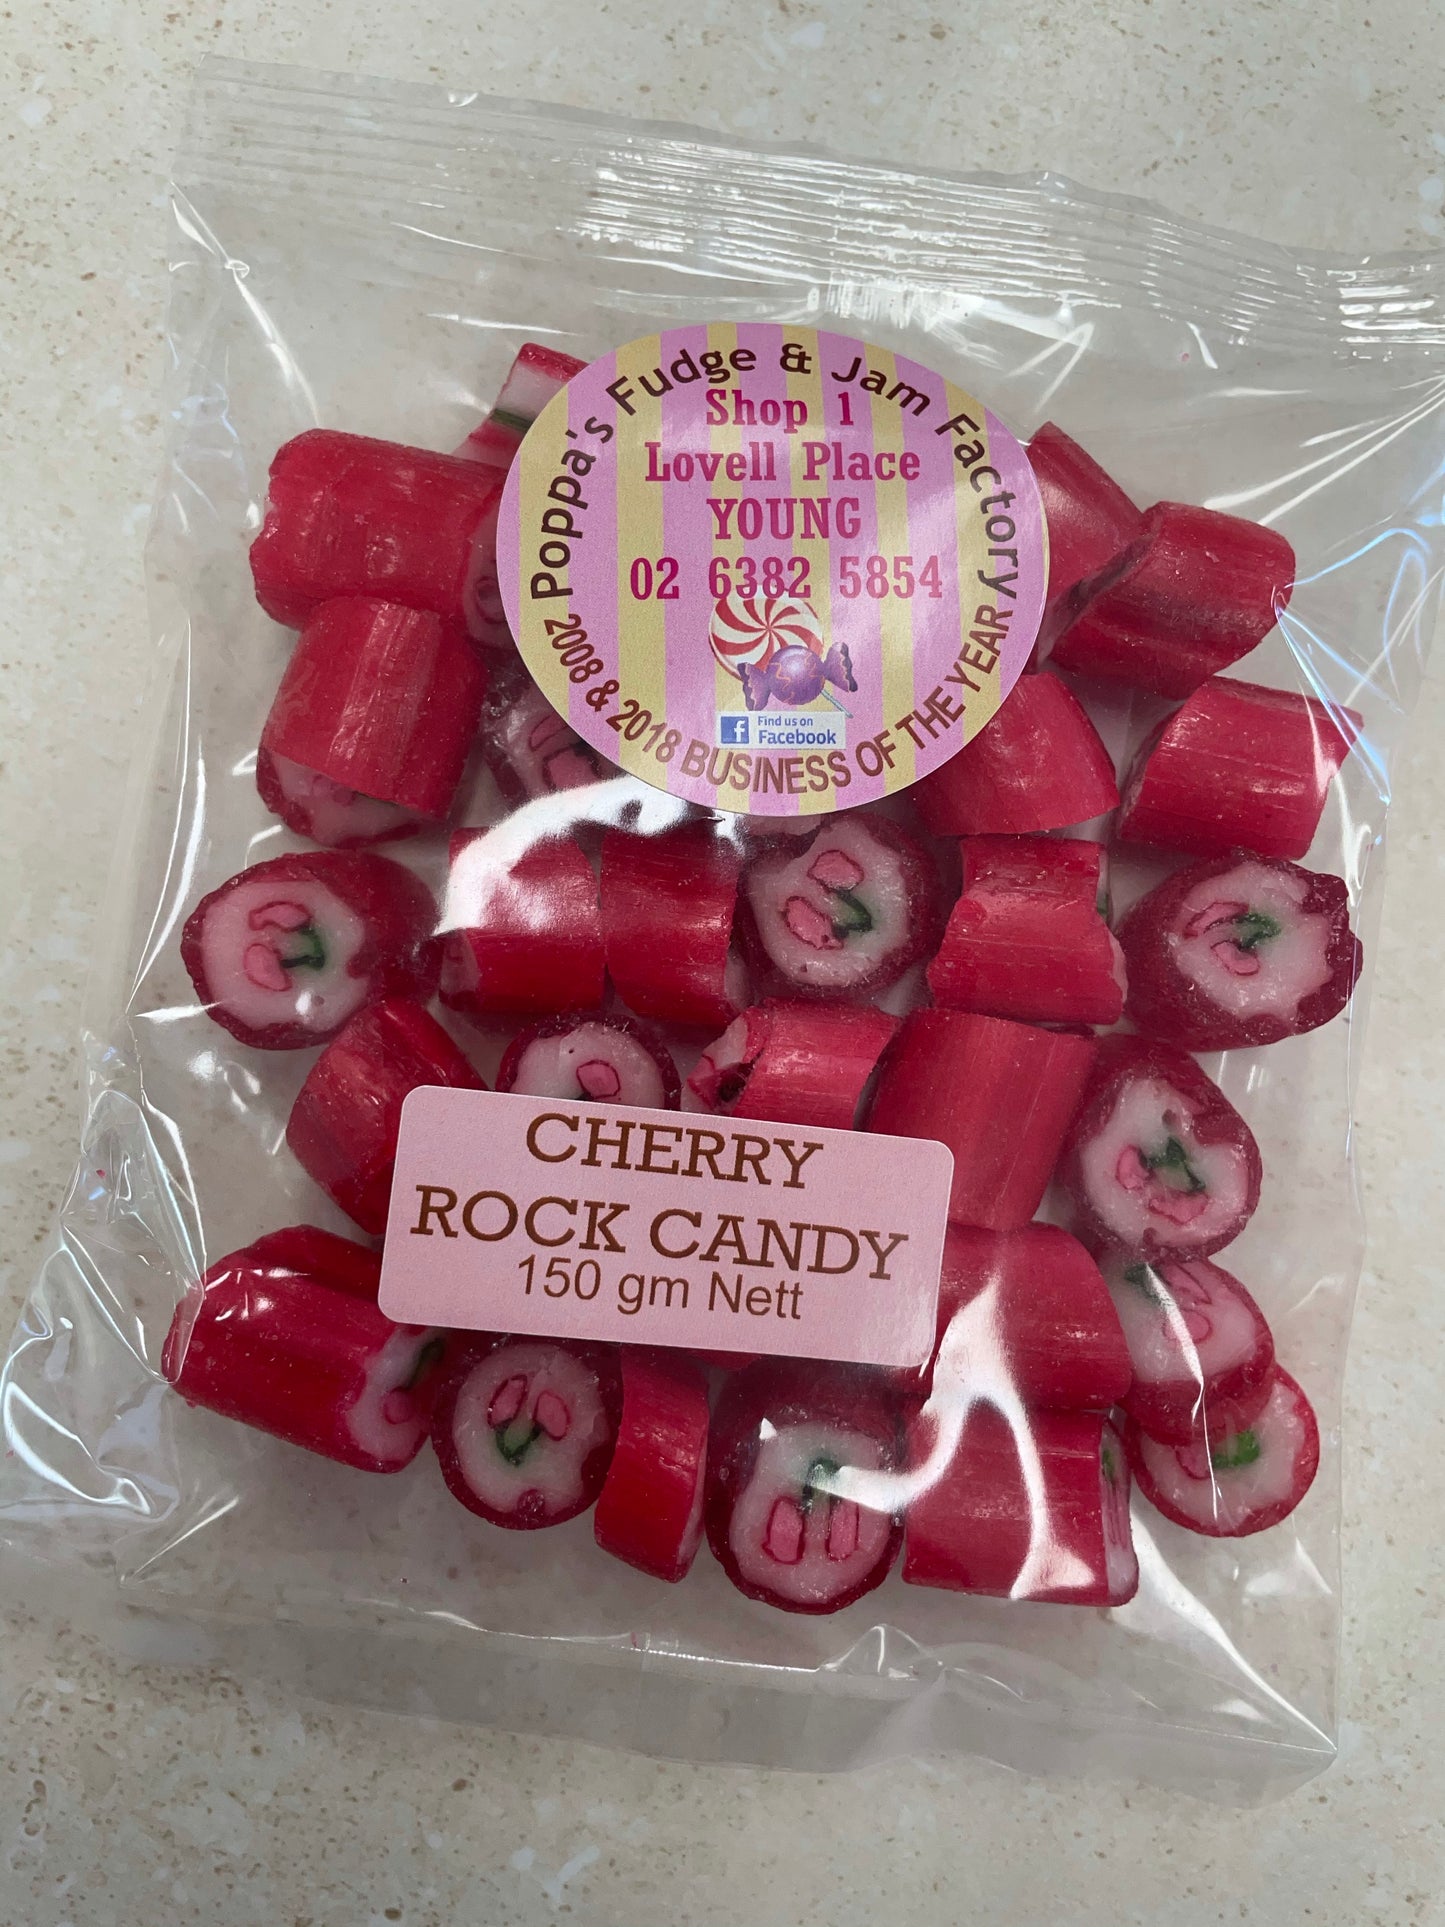 Poppa's Fudge & Jam Factory
Shop 1
Lovell Place
YOUNG
02 6382 5854
Find us on
Facebook
2008 & 2018 BUSINESS OF THE YEAR
CHERRY
ROCK CANDY
150 gm Nett